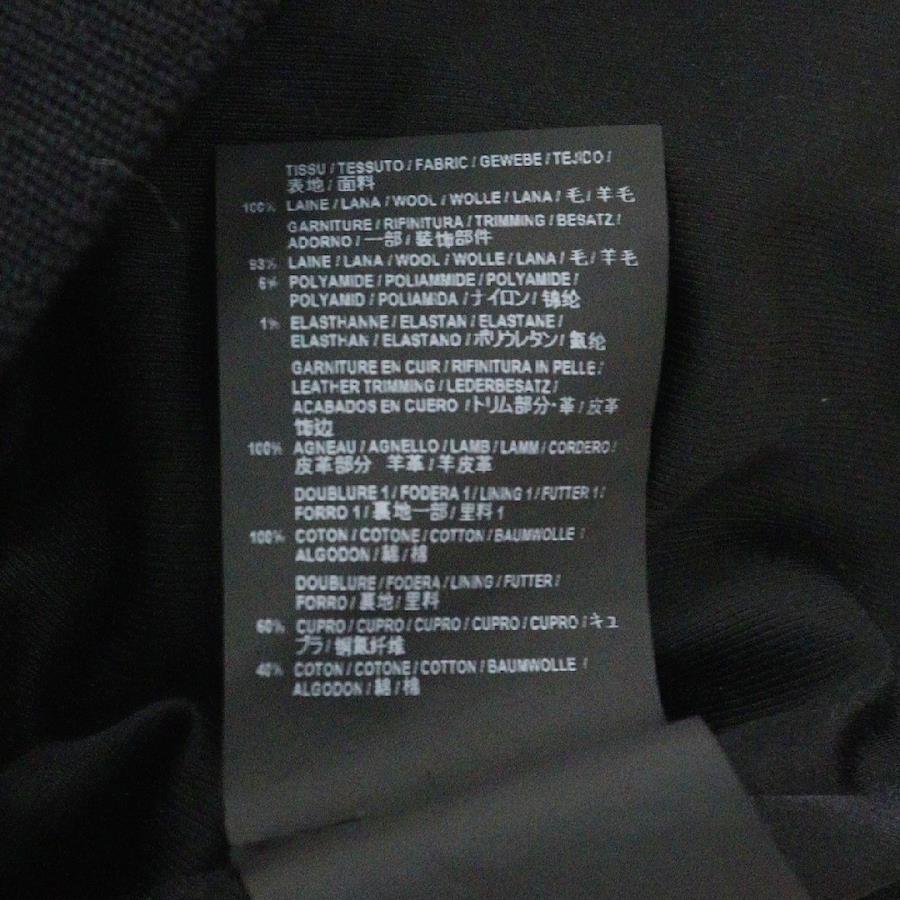 TISSU / TESSUTO / FABRIC / GEWEBE / TEJIDO /
表地 / 面料
100% LAINE / LANA / WOOL / WOLLE / LANA / 毛 / 羊毛
GARNITURE / RIFINITURA / TRIMMING / BESATZ /
ADORNO / 一部 / 装饰部件
93% LAINE / LANA / WOOL / WOLLE / LANA / 毛 / 羊毛
6% POLYAMIDE / POLIAMMIDE / POLYAMIDE /
POLYAMID / POLIAMIDA / ナイロン / 锦纶
1% ELASTHANNE / ELASTAN / ELASTANE /
ELASTHAN / ELASTANO / ポリウレタン / 氨纶
GARNITURE EN CUIR / RIFINITURA IN PELLE /
LEATHER TRIMMING / LEDERBESATZ /
ACABADOS EN CUERO / トリム部分・革 / 皮革
饰边
100% AGNEAU / AGNELLO / LAMB / LAMM / CORDERO /
皮革部分 羊革 / 羊皮革
DOUBLURE 1 / FODERA 1 / LINING 1 / FUTTER 1 /
FORRO 1 / 裏地一部 / 里料 1
100% COTON / COTONE / COTTON / BAUMWOLLE /
ALGODON / 綿 / 棉
DOUBLURE / FODERA / LINING / FUTTER /
FORRO / 裏地 / 里料
60% CUPRO / CUPRO / CUPRO / CUPRO / CUPRO / キュ
プラ / 铜氨纤维
40% COTON / COTONE / COTTON / BAUMWOLLE /
ALGODON / 綿 / 棉